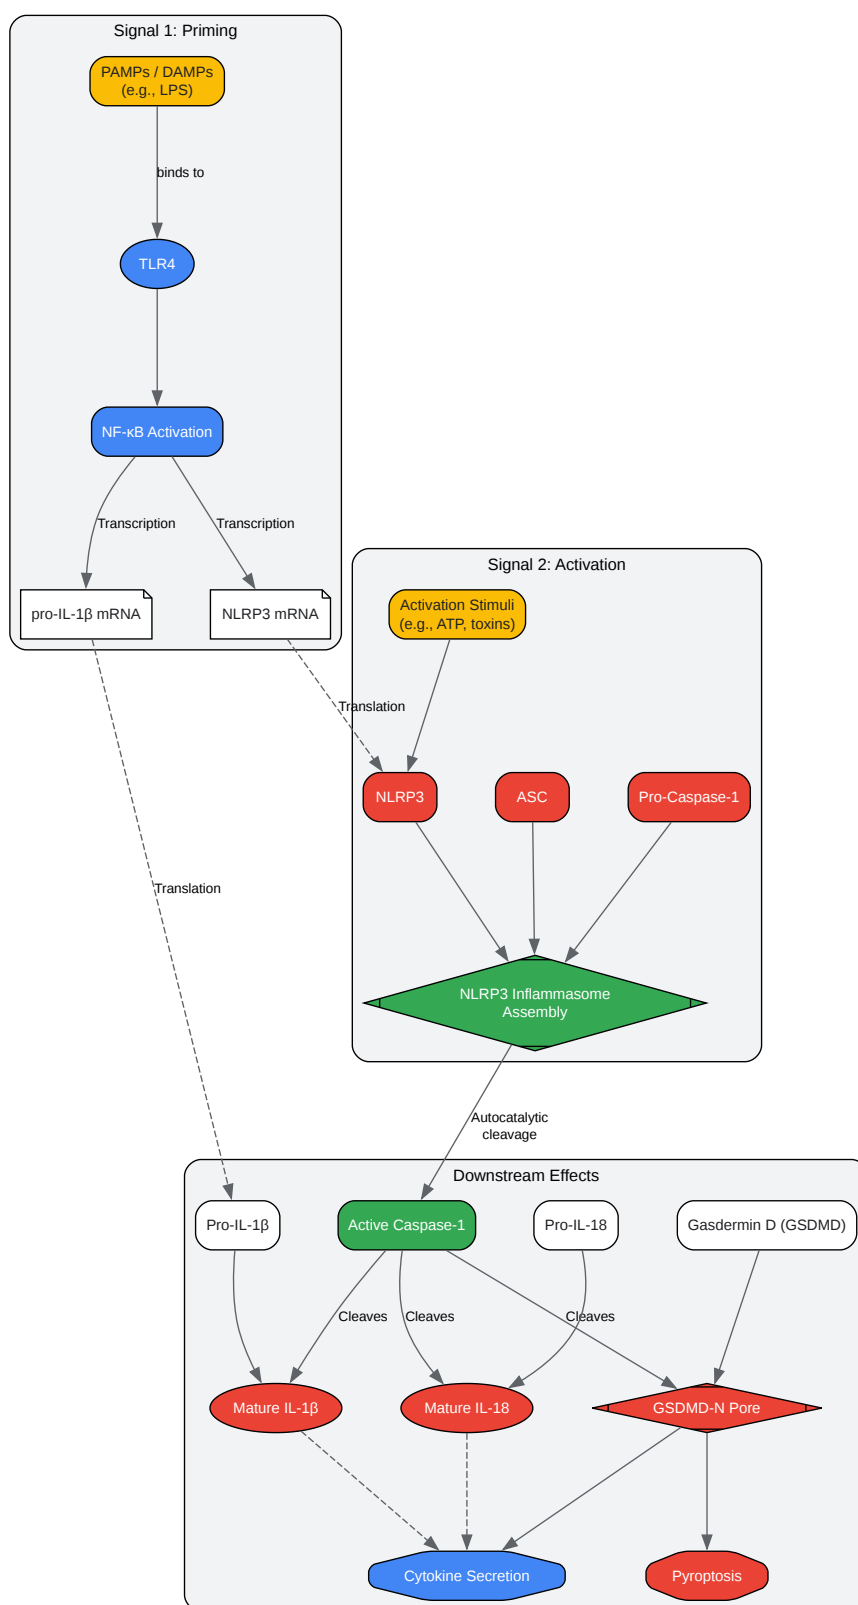 Signal 1: Priming
PAMPs / DAMPs
(e.g., LPS)
binds to
TLR4
NF-κB Activation
Transcription
Transcription
pro-IL-1β mRNA
NLRP3 mRNA
Signal 2: Activation
Activation Stimuli
(e.g., ATP, toxins)
Translation
NLRP3
ASC
Pro-Caspase-1
Translation
NLRP3 Inflammasome
Assembly
Autocatalytic
cleavage
Downstream Effects
Pro-IL-1β
Active Caspase-1
Pro-IL-18
Gasdermin D (GSDMD)
Cleaves
Cleaves
Cleaves
Mature IL-1β
Mature IL-18
GSDMD-N Pore
Cytokine Secretion
Pyroptosis